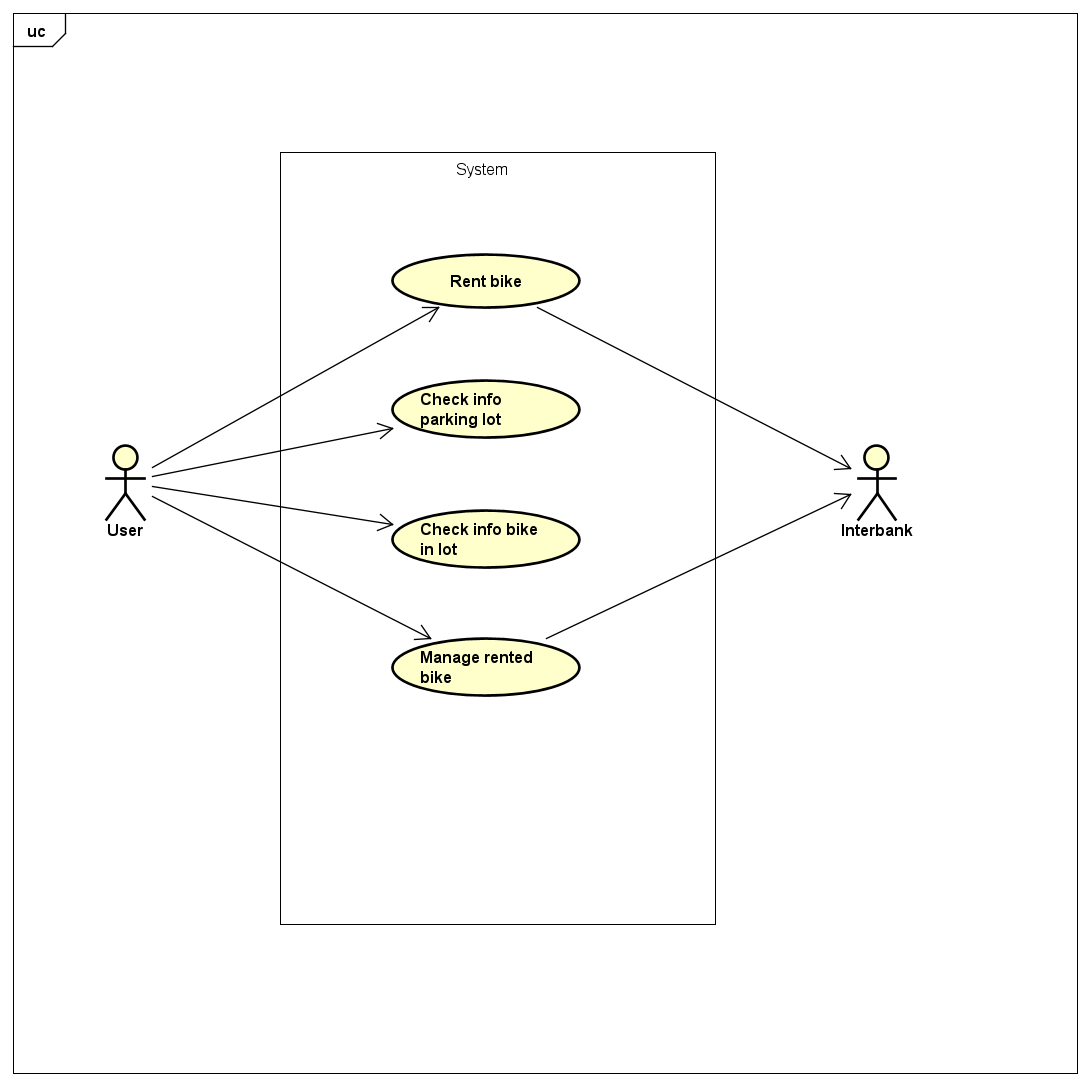 uc
System
Rent bike
Check info
parking lot
User
Interbank
Check info bike
in lot
Manage rented
bike